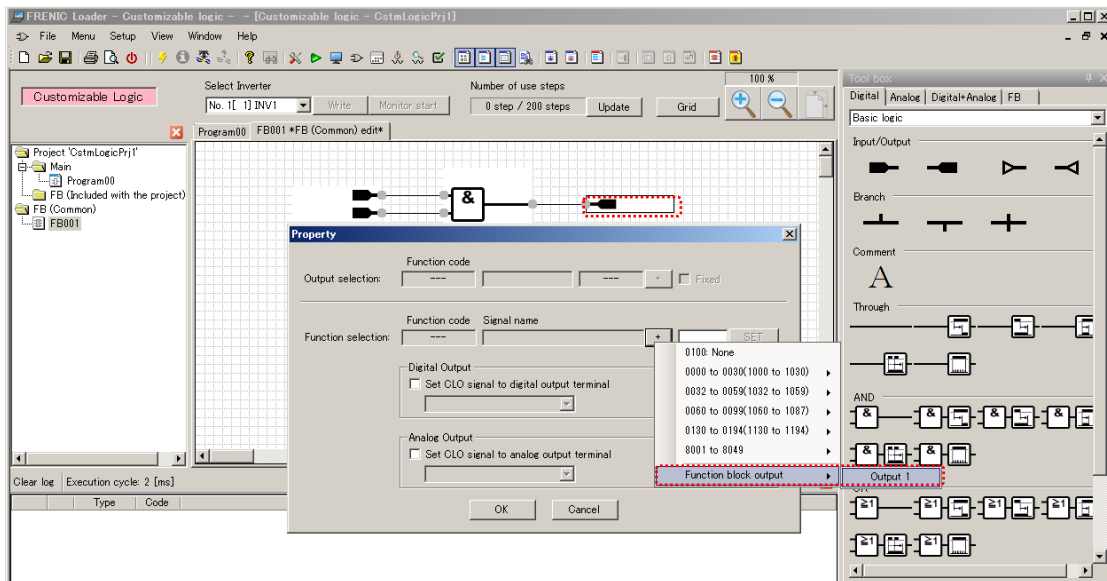 FRENIC Loader - Customizable logic - - [Customizable logic - CstmLogicPrj1]
File Menu Setup View Window Help
Customizable Logic
Select Inverter
No. 1[ 1] INV1
Write
Monitor start
Number of use steps
0 step / 200 steps
Update
Grid
100 %
Program00
FB001 *FB (Common) edit*
Project 'CstmLogicPrj1'
Main
Program00
FB (Included with the project)
FB (Common)
FB001
&
Property
Function code
Output selection:
---
---
+
Fixed
Function code
Signal name
Function selection:
---
+
SET
Digital Output
Set CLO signal to digital output terminal
Analog Output
Set CLO signal to analog output terminal
OK
Cancel
0100: None
0000 to 0030(1000 to 1030)
0032 to 0059(1032 to 1059)
0060 to 0099(1060 to 1087)
0130 to 0194(1130 to 1194)
8001 to 8049
Function block output
Output 1
Clear log
Execution cycle: 2 [ms]
Type
Code
Tool box
Digital
Analog
Digital+Analog
FB
Basic logic
Input/Output
Branch
Comment
A
Through
AND
& & & &
& &
OR
≥1 ≥1 ≥1 ≥1
≥1 ≥1